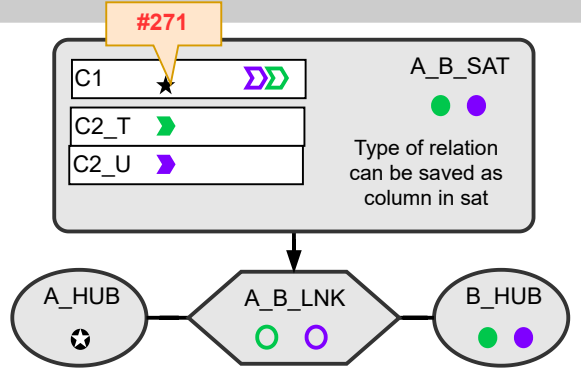 #271
C1
A_B_SAT
C2_T
C2_U
Type of relation
can be saved as
column in sat
A_HUB
A_B_LNK
B_HUB